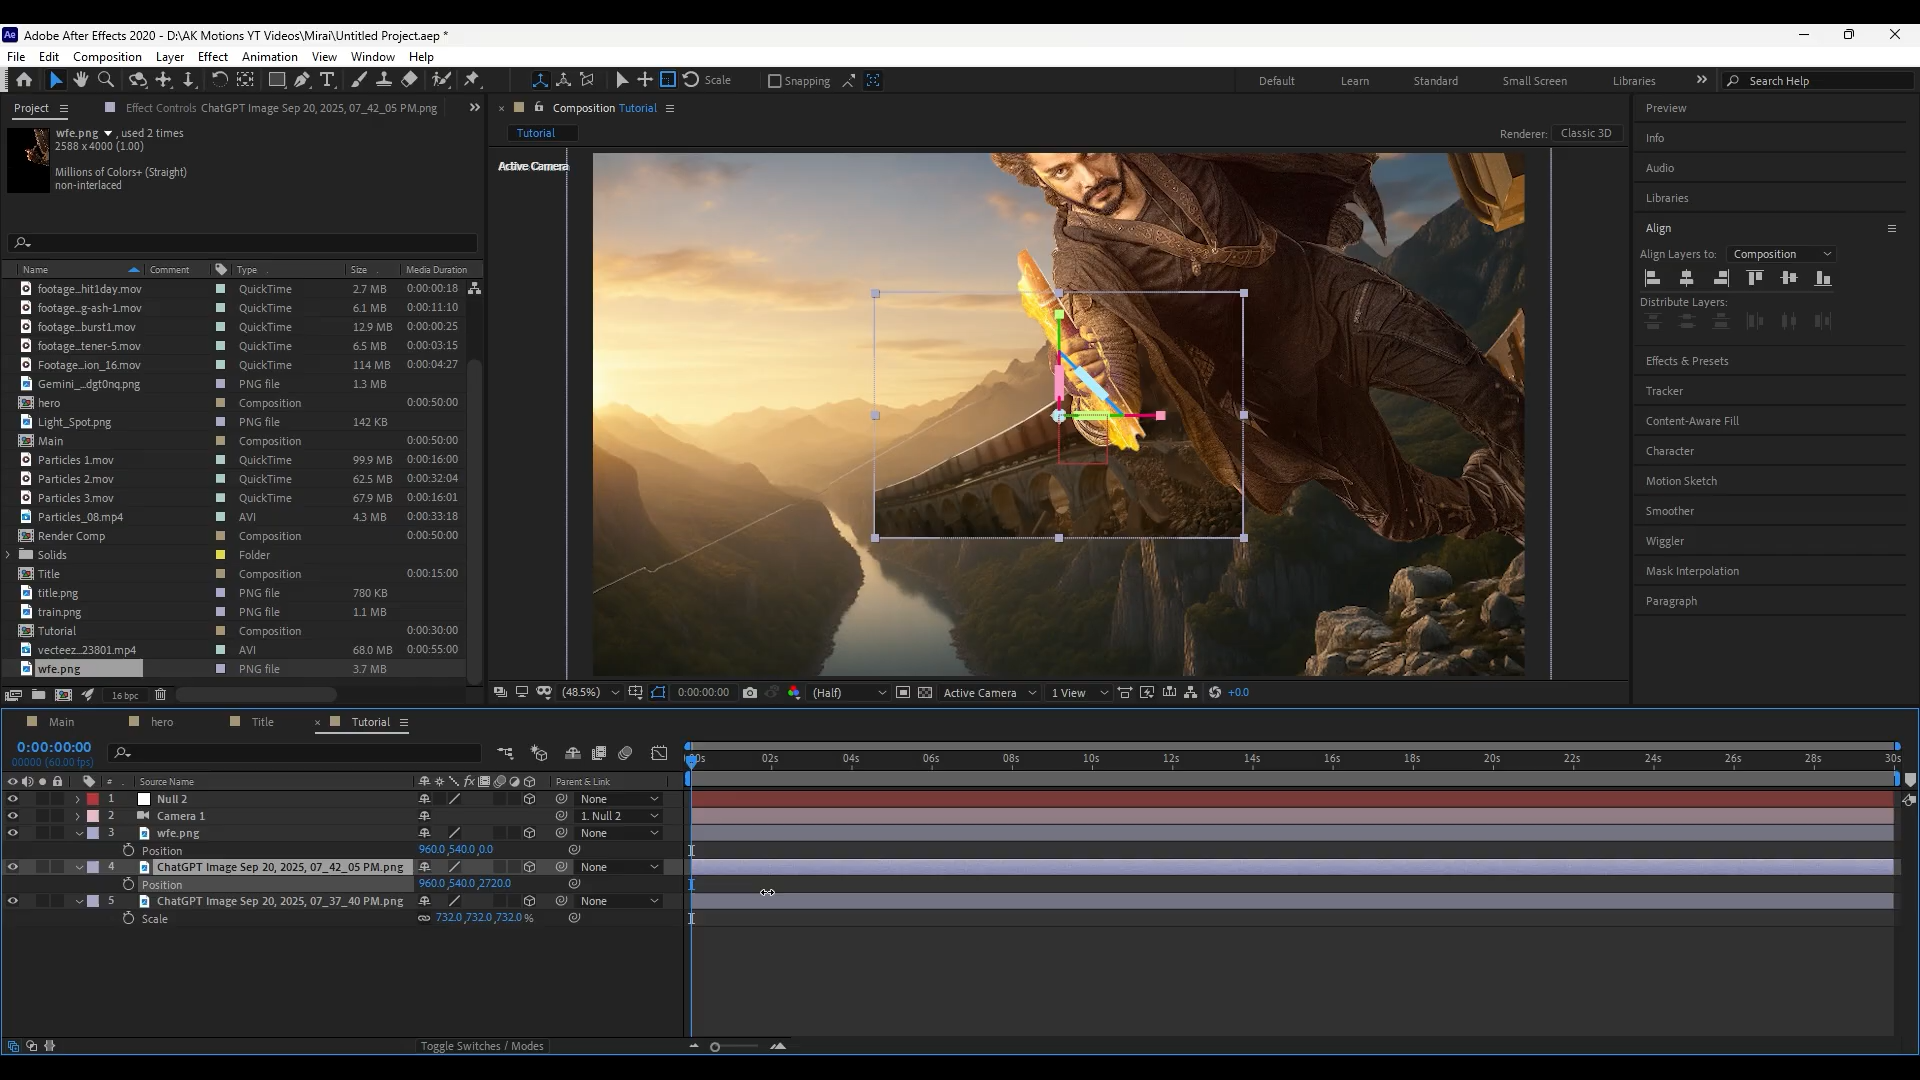 Adobe After Effects 2020 - D:\AK Motions YT Videos\Mirai\Untitled Project.aep *
File Edit Composition Layer Effect Animation View Window Help
Scale Snapping Default Learn Standard Small Screen Libraries Search Help
Project Effect Controls ChatGPT Image Sep 20, 2025, 07_42_05 PM.png
wfe.png , used 2 times
2588 x 4000 (1.00)
Millions of Colors+ (Straight)
non-interlaced
Name Comment Type Size Media Duration
footage...hit1day.mov QuickTime 2.7 MB 0:00:00:18
footage...g-ash-1.mov QuickTime 6.1 MB 0:00:11:10
footage...burst1.mov QuickTime 12.9 MB 0:00:00:25
footage...tener-5.mov QuickTime 6.5 MB 0:00:03:15
Footage...ion_16.mov QuickTime 114 MB 0:00:04:27
Gemini_...dgt0nq.png PNG file 1.3 MB
hero Composition 0:00:50:00
Light_Spot.png PNG file 142 KB
Main Composition 0:00:50:00
Particles 1.mov QuickTime 99.9 MB 0:00:16:00
Particles 2.mov QuickTime 62.5 MB 0:00:32:04
Particles 3.mov QuickTime 67.9 MB 0:00:16:01
Particles_08.mp4 AVI 4.3 MB 0:00:33:18
Render Comp Composition 0:00:50:00
Solids Folder
Title Composition 0:00:15:00
title.png PNG file 780 KB
train.png PNG file 1.1 MB
Tutorial Composition 0:00:30:00
vecteez...23801.mp4 AVI 68.0 MB 0:00:55:00
wfe.png PNG file 3.7 MB
16 bpc
Composition Tutorial
Tutorial
Renderer: Classic 3D
Active Camera
(48.5%) 0:00:00:00 (Half) Active Camera 1 View +0.0
Preview
Info
Audio
Libraries
Align
Align Layers to: Composition
Distribute Layers:
Effects & Presets
Tracker
Content-Aware Fill
Character
Motion Sketch
Smoother
Wiggler
Mask Interpolation
Paragraph
Main hero Title Tutorial
0:00:00:00
00000 (60.00 fps)
# Source Name Parent & Link
02s 04s 06s 08s 10s 12s 14s 16s 18s 20s 22s 24s 26s 28s 30s
1 Null 2 None
2 Camera 1 1. Null 2
3 wfe.png None
Position 960.0,540.0,0.0
4 ChatGPT Image Sep 20, 2025, 07_42_05 PM.png None
Position 960.0,540.0,2720.0
5 ChatGPT Image Sep 20, 2025, 07_37_40 PM.png None
Scale 732.0,732.0,732.0 %
Toggle Switches / Modes